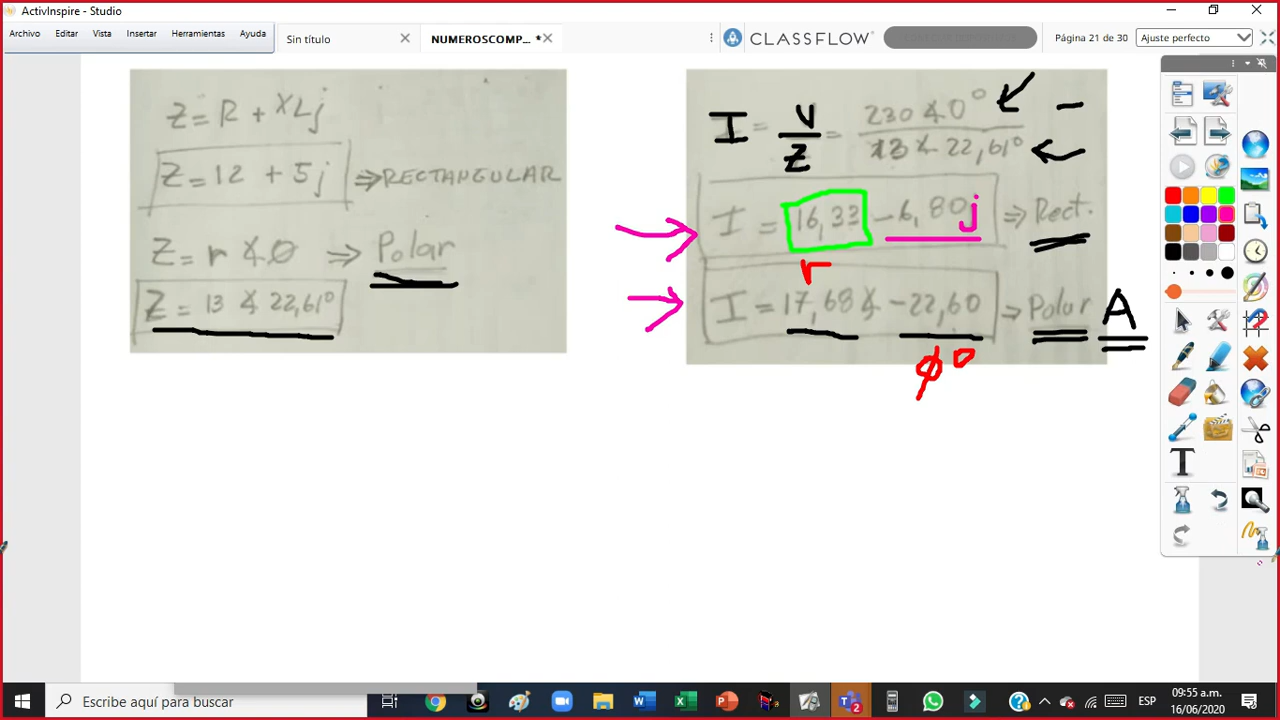 ActivInspire - Studio
Archivo Editar Vista Insertar Herramientas Ayuda
Sin título
NUMEROSCOMP... *
CLASSFLOW
Página 21 de 30
Ajuste perfecto
Z = R + XLj
Z = 12 + 5j ⇒ RECTANGULAR
Z = r ∡ Ø ⇒ Polar
Z = 13 ∡ 22,61°
I = V/Z = 230∡0° / 13∡22,61° -
I = 16,33 - 6,80j ⇒ Rect.
r
I = 17,68∡ -22,60 ⇒ Polar A
ϕ°
T
Escribe aquí para buscar
2
ESP
09:55 a.m.
16/06/2020